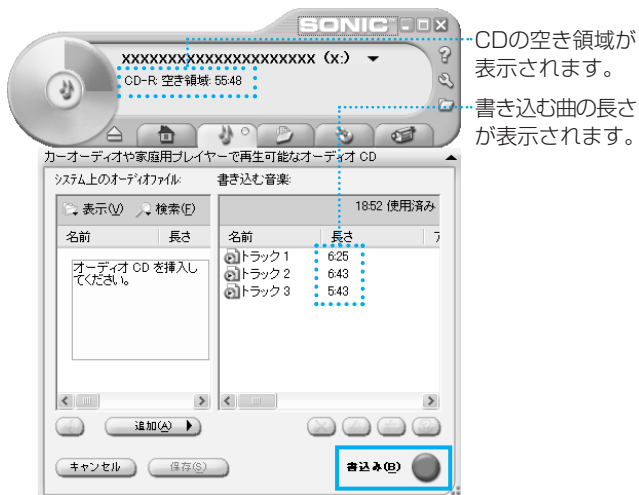 SONIC
xxxxxxxxxxxxxxxxxxxxxx (x:)
CD-R 空き領域: 55:48
CDの空き領域が
表示されます。
書き込む曲の長さ
が表示されます。
カーオーディオや家庭用プレイヤーで再生可能なオーディオ CD
システム上のオーディオファイル:
書き込む音楽:
表示(V) 検索(F)
18:52 使用済み
名前 長さ
名前 長さ
オーディオ CD を挿入し
てください。
トラック 1 6:25
トラック 2 6:43
トラック 3 5:43
追加(A)
キャンセル 保存(S)
書込み(B)